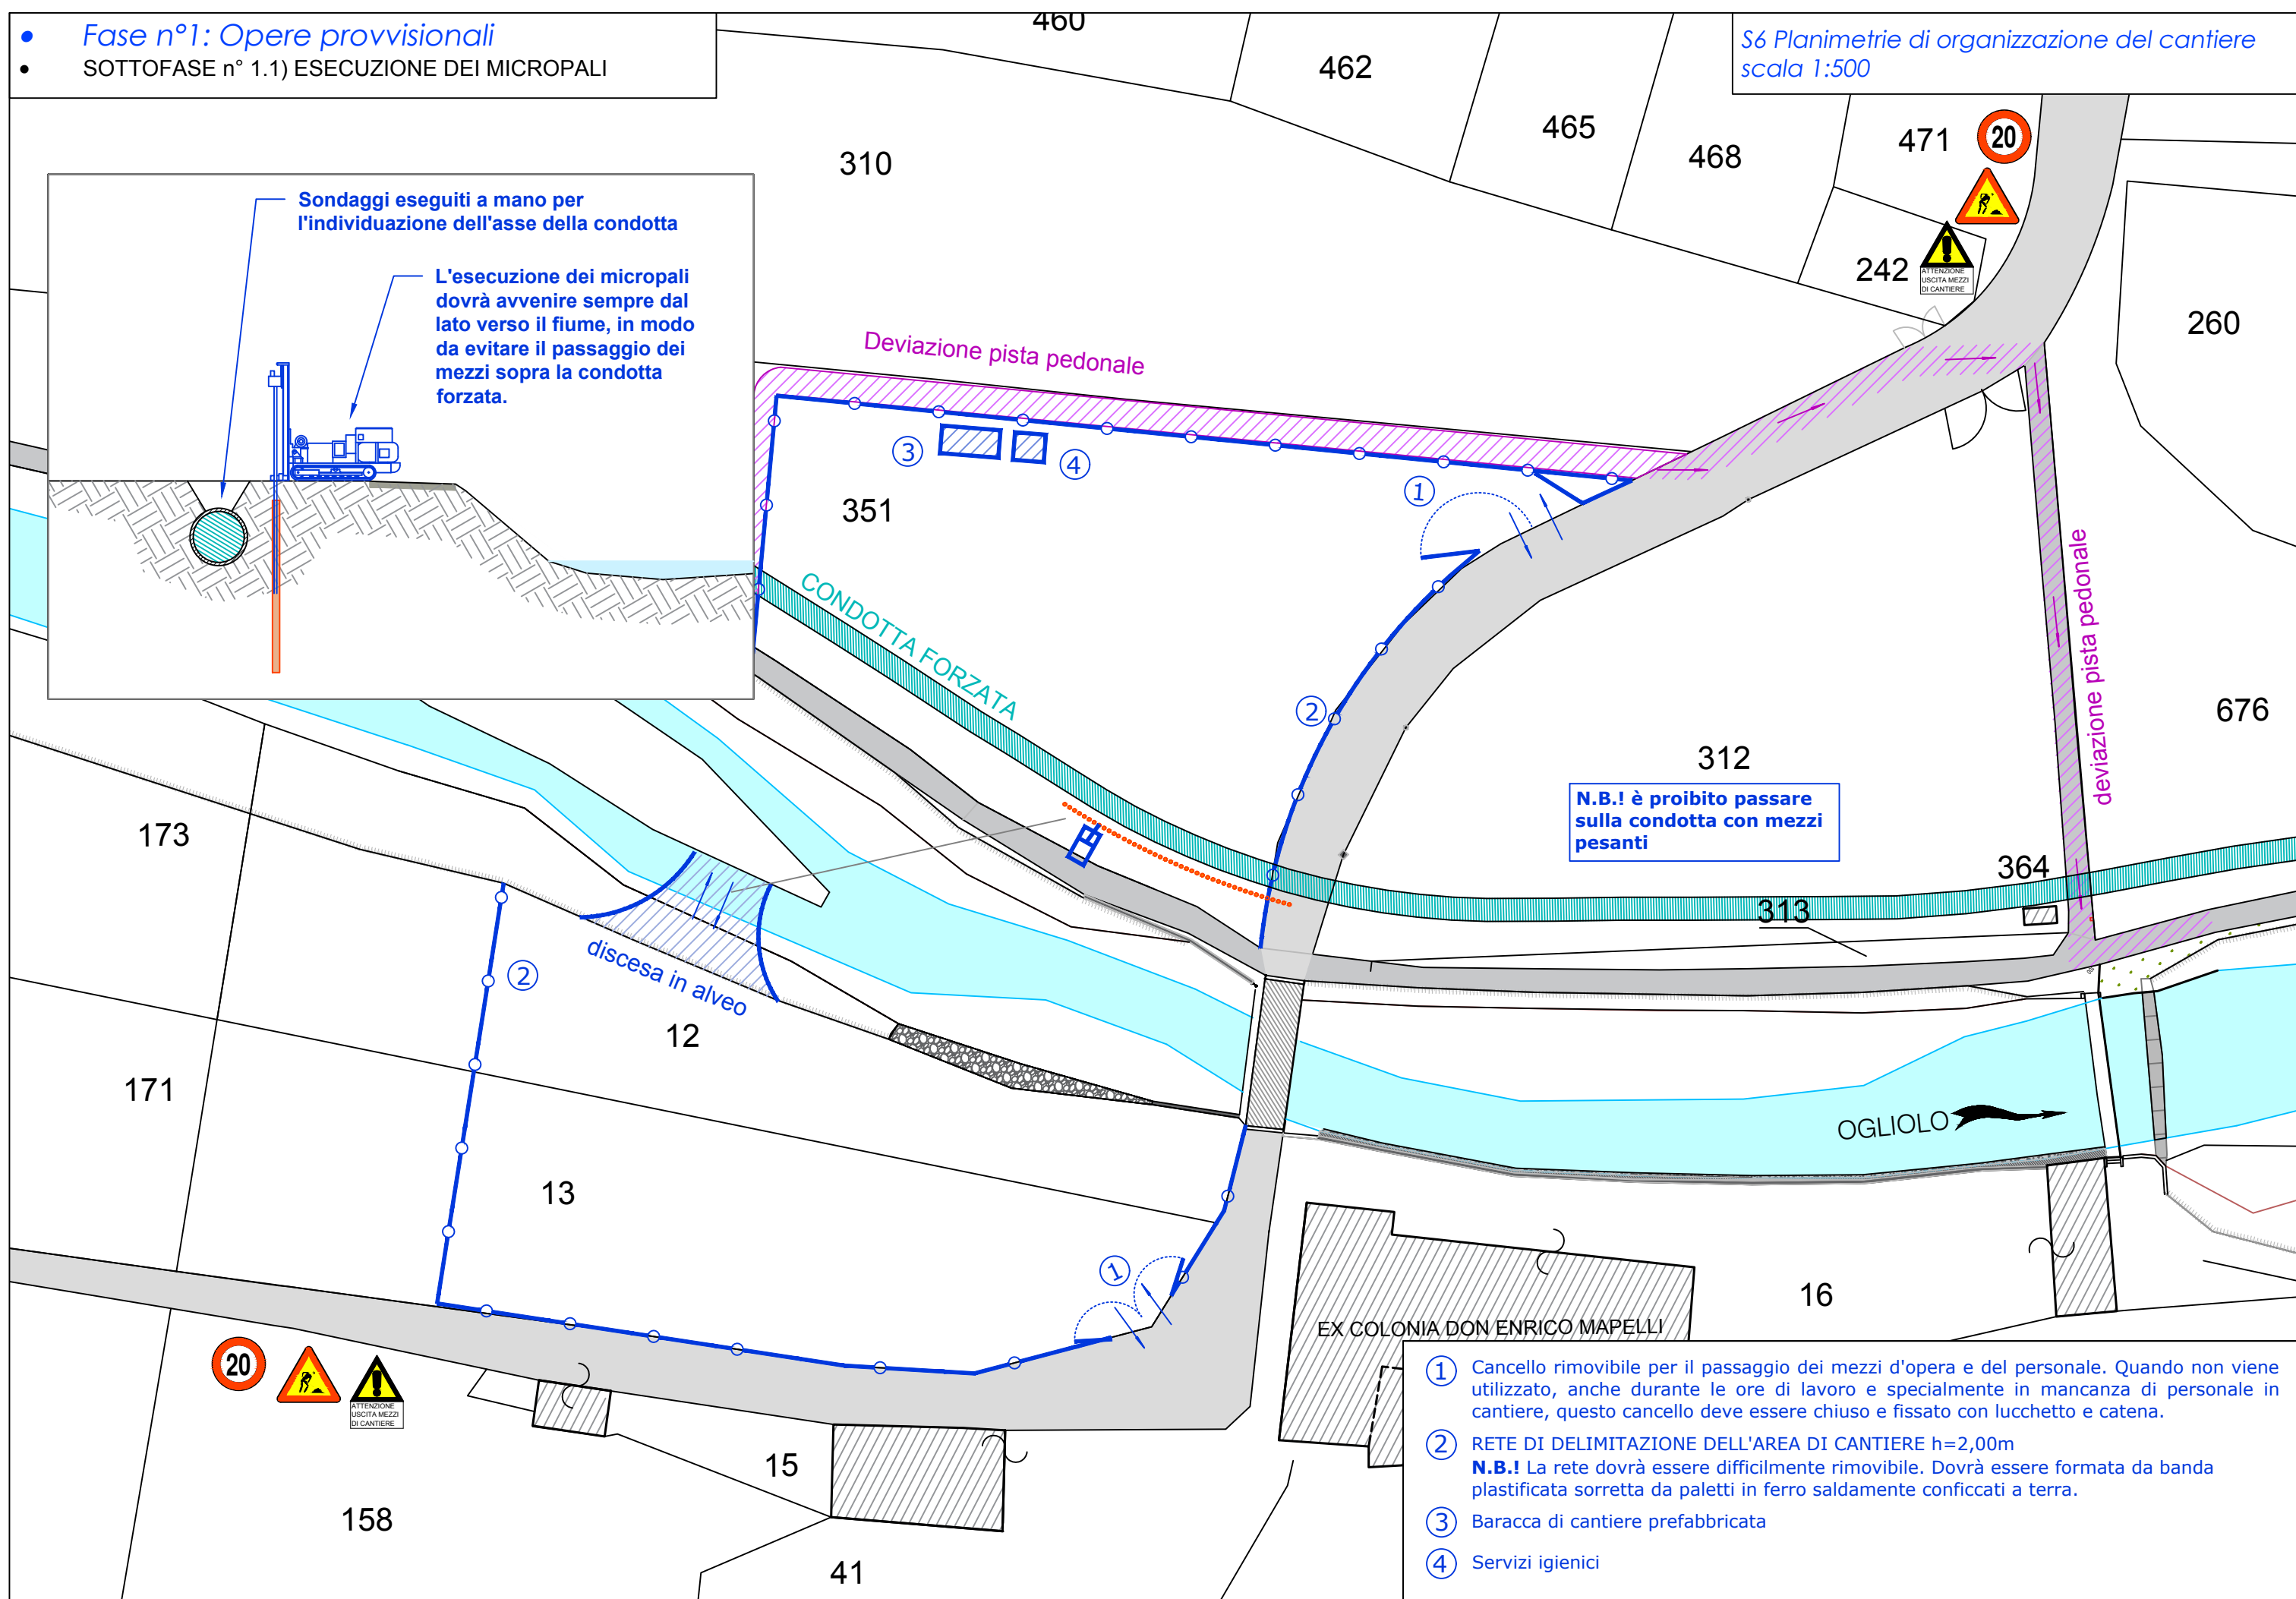 • Fase n°1: Opere provvisionali
• SOTTOFASE n° 1.1) ESECUZIONE DEI MICROPALI
S6 Planimetrie di organizzazione del cantiere
scala 1:500
460
462
465
468
471
20
310
242
ATTENZIONE
USCITA MEZZI
DI CANTIERE
260
Sondaggi eseguiti a mano per
l'individuazione dell'asse della condotta
L'esecuzione dei micropali
dovrà avvenire sempre dal
lato verso il fiume, in modo
da evitare il passaggio dei
mezzi sopra la condotta
forzata.
Deviazione pista pedonale
3
4
1
351
CONDOTTA FORZATA
2
deviazione pista pedonale
676
312
N.B.! è proibito passare
sulla condotta con mezzi
pesanti
364
313
173
2
discesa in alveo
12
171
OGLIOLO
13
1
16
EX COLONIA DON ENRICO MAPELLI
20
ATTENZIONE
USCITA MEZZI
DI CANTIERE
15
158
41
1 Cancello rimovibile per il passaggio dei mezzi d'opera e del personale. Quando non viene
utilizzato, anche durante le ore di lavoro e specialmente in mancanza di personale in
cantiere, questo cancello deve essere chiuso e fissato con lucchetto e catena.
2 RETE DI DELIMITAZIONE DELL'AREA DI CANTIERE h=2,00m
N.B.! La rete dovrà essere difficilmente rimovibile. Dovrà essere formata da banda
plastificata sorretta da paletti in ferro saldamente conficcati a terra.
3 Baracca di cantiere prefabbricata
4 Servizi igienici